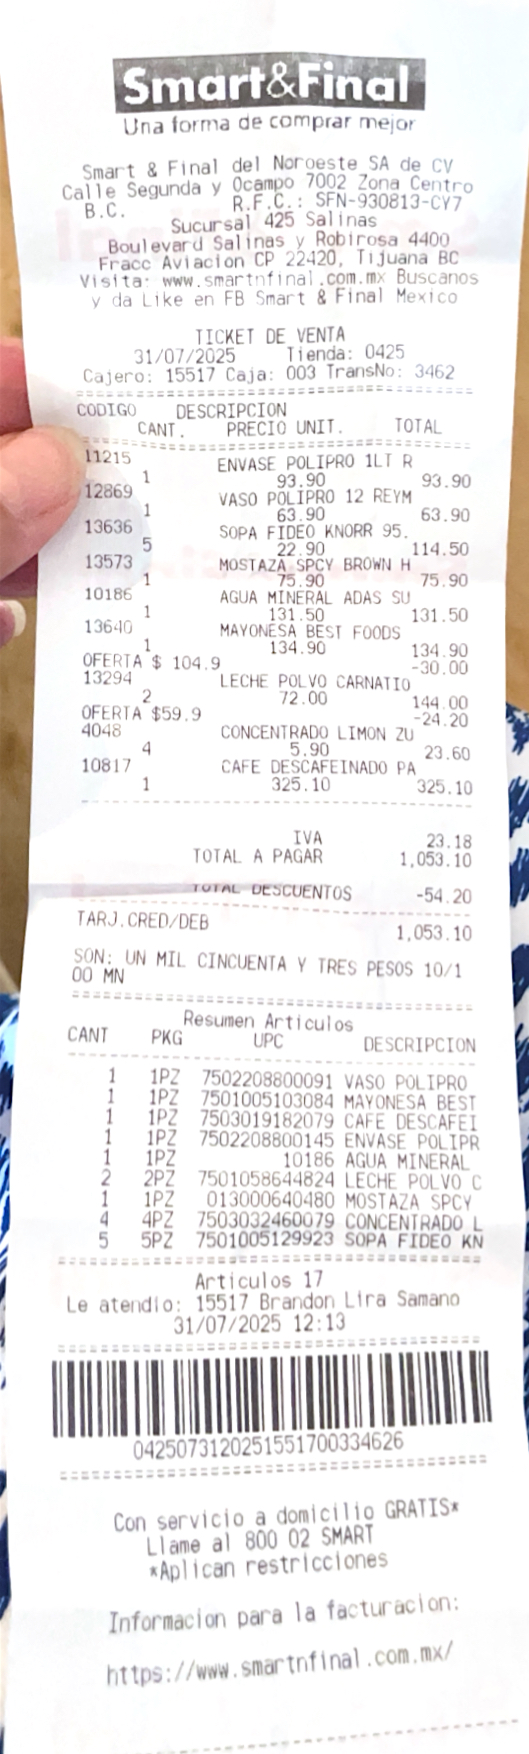 Smart&Final
Una forma de comprar mejor
Smart & Final del Noroeste SA de CV
Calle Segunda y Ocampo 7002 Zona Centro
B.C. R.F.C.: SFN-930813-CY7
Sucursal 425 Salinas
Boulevard Salinas y Robirosa 4400
Fracc Aviacion CP 22420, Tijuana BC
Visita: www.smartnfinal.com.mx Buscanos
y da Like en FB Smart & Final Mexico
TICKET DE VENTA
31/07/2025 Tienda: 0425
Cajero: 15517 Caja: 003 TransNo: 3462
CODIGO DESCRIPCION
CANT. PRECIO UNIT. TOTAL
11215 ENVASE POLIPRO 1LT R
1 93.90 93.90
12869 VASO POLIPRO 12 REYM
1 63.90 63.90
13636 SOPA FIDEO KNORR 95.
5 22.90 114.50
13573 MOSTAZA SPCY BROWN H
1 75.90 75.90
10186 AGUA MINERAL ADAS SU
1 131.50 131.50
13640 MAYONESA BEST FOODS
1 134.90 134.90
OFERTA $ 104.9 -30.00
13294 LECHE POLVO CARNATIO
2 72.00 144.00
OFERTA $59.9 -24.20
4048 CONCENTRADO LIMON ZU
4 5.90 23.60
10817 CAFE DESCAFEINADO PA
1 325.10 325.10
IVA 23.18
TOTAL A PAGAR 1,053.10
TOTAL DESCUENTOS -54.20
TARJ.CRED/DEB 1,053.10
SON: UN MIL CINCUENTA Y TRES PESOS 10/1
00 MN
Resumen Articulos
CANT PKG UPC DESCRIPCION
1 1PZ 7502208800091 VASO POLIPRO
1 1PZ 7501005103084 MAYONESA BEST
1 1PZ 7503019182079 CAFE DESCAFEI
1 1PZ 7502208800145 ENVASE POLIPR
1 1PZ 10186 AGUA MINERAL
2 2PZ 7501058644824 LECHE POLVO C
1 1PZ 013000640480 MOSTAZA SPCY
4 4PZ 7503032460079 CONCENTRADO L
5 5PZ 7501005129923 SOPA FIDEO KN
Articulos 17
Le atendio: 15517 Brandon Lira Samano
31/07/2025 12:13
0425073120251551700334626
Con servicio a domicilio GRATIS*
Llame al 800 02 SMART
*Aplican restricciones
Informacion para la facturacion:
https://www.smartnfinal.com.mx/